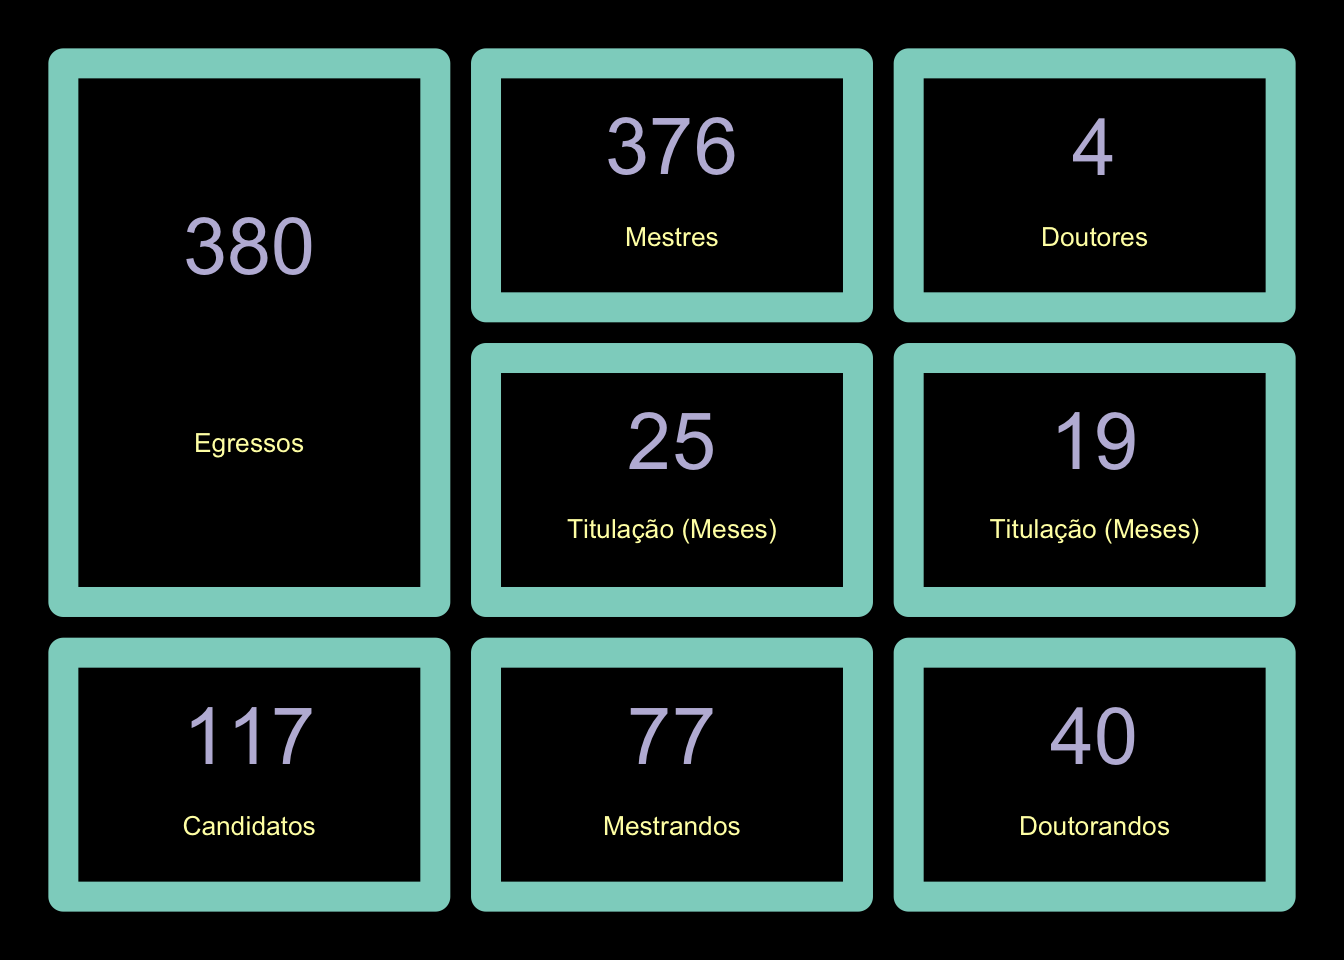 380
Egressos
376
Mestres
4
Doutores
25
Titulação (Meses)
19
Titulação (Meses)
117
Candidatos
77
Mestrandos
40
Doutorandos